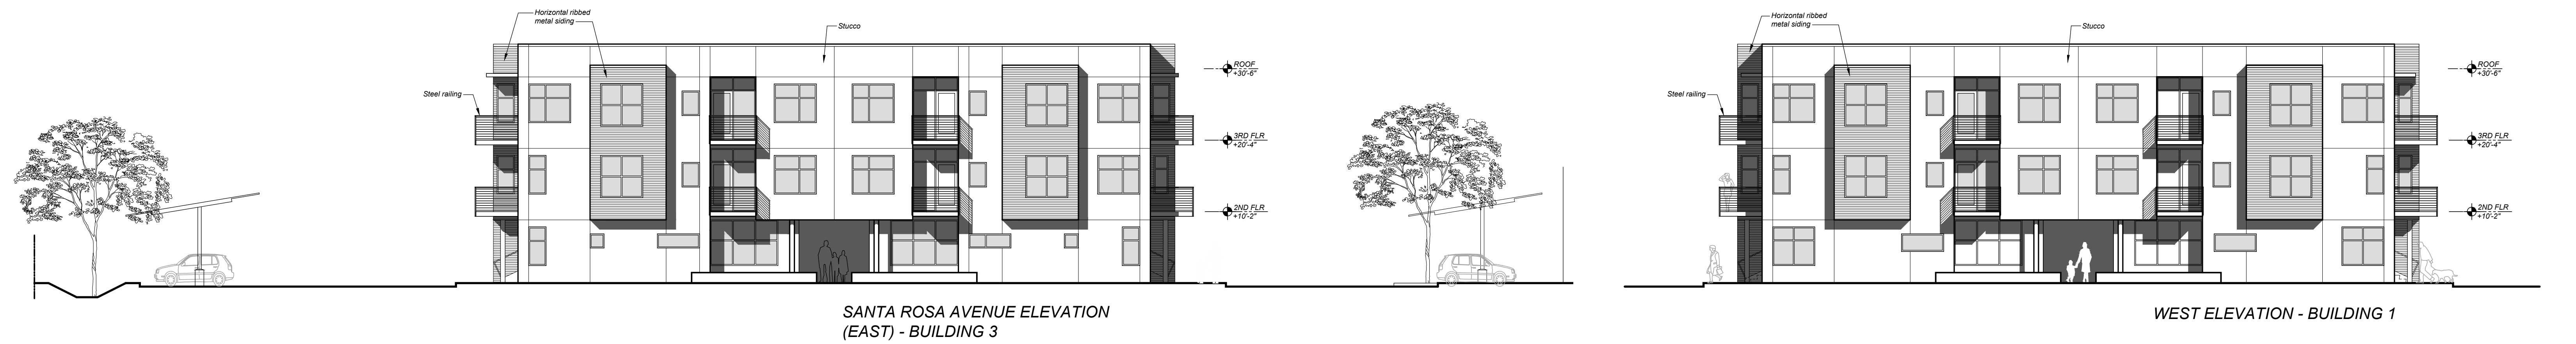 Horizontal ribbed
metal siding
Stucco
Steel railing
ROOF
+30'-6"
3RD FLR
+20'-4"
2ND FLR
+10'-2"
SANTA ROSA AVENUE ELEVATION
(EAST) - BUILDING 3
Horizontal ribbed
metal siding
Stucco
Steel railing
ROOF
+30'-6"
3RD FLR
+20'-4"
2ND FLR
+10'-2"
WEST ELEVATION - BUILDING 1